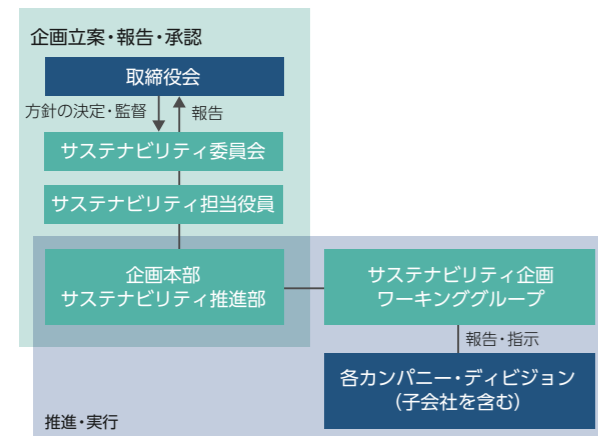 企画立案・報告・承認
取締役会
方針の決定・監督
報告
サステナビリティ委員会
サステナビリティ担当役員
企画本部
サステナビリティ推進部
サステナビリティ企画
ワーキンググループ
報告・指示
各カンパニー・ディビジョン
（子会社を含む）
推進・実行